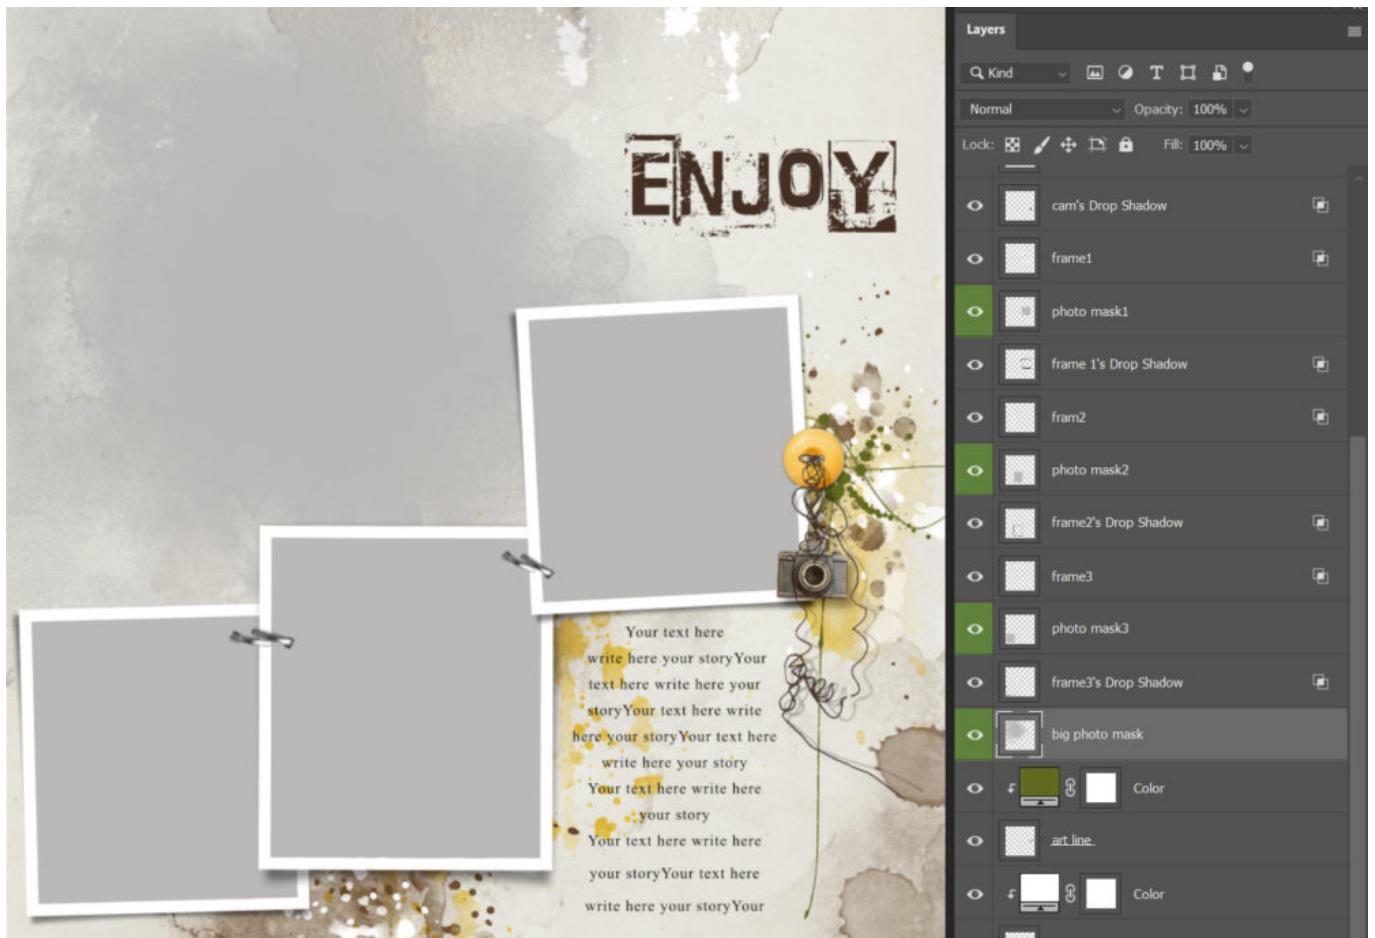 ENJOY
Your text here
write here your storyYour
text here write here your
storyYour text here write
here your storyYour text here
write here your story
Your text here write here
your story
Your text here write here
your storyYour text here
write here your storyYour
Layers
Kind
Normal
Opacity: 100%
Lock:
Fill: 100%
cam's Drop Shadow
frame1
photo mask1
frame 1's Drop Shadow
fram2
photo mask2
frame2's Drop Shadow
frame3
photo mask3
frame3's Drop Shadow
big photo mask
Color
art line
Color